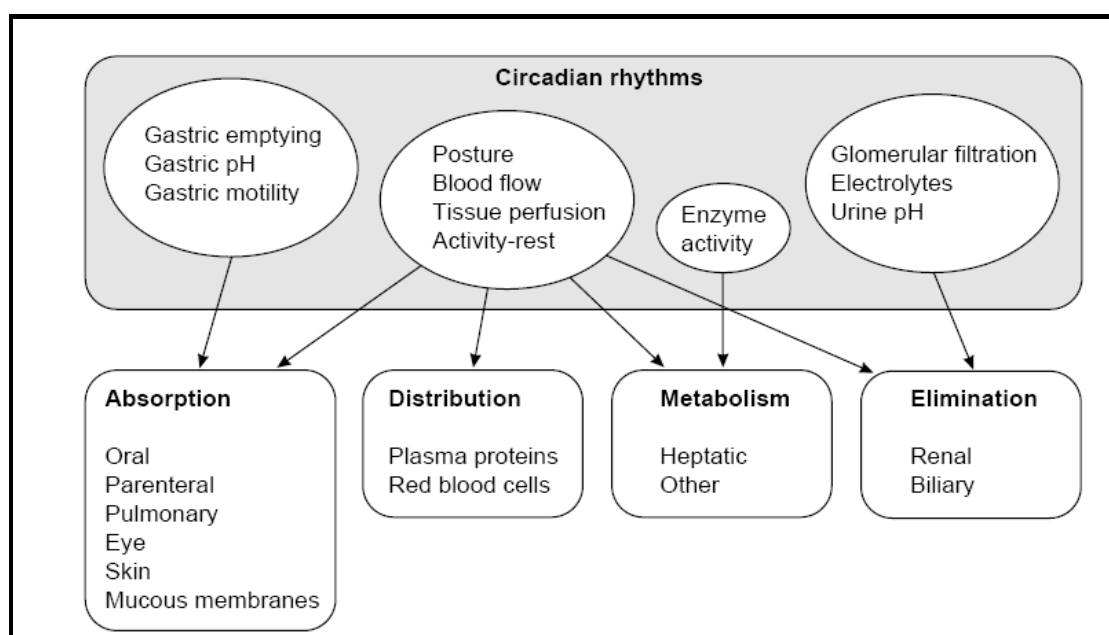 Circadian rhythms
Gastric emptying
Gastric pH
Gastric motility
Posture
Blood flow
Tissue perfusion
Activity-rest
Enzyme
activity
Glomerular filtration
Electrolytes
Urine pH
Absorption
Oral
Parenteral
Pulmonary
Eye
Skin
Mucous membranes
Distribution
Plasma proteins
Red blood cells
Metabolism
Heptatic
Other
Elimination
Renal
Biliary